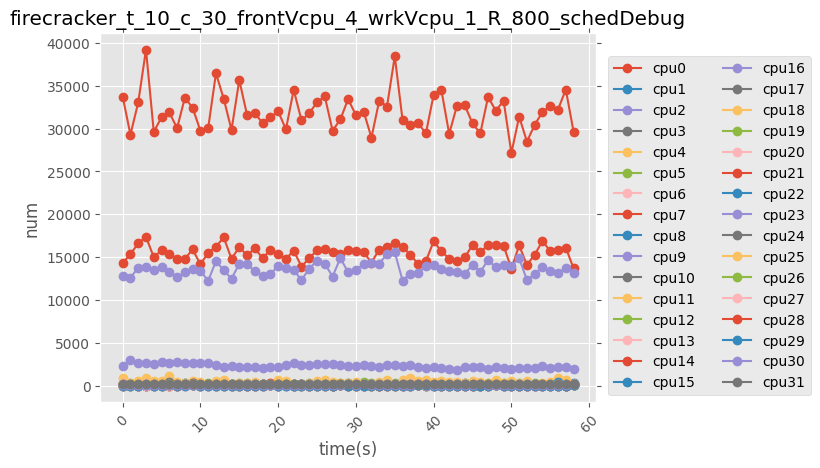 firecracker_t_10_c_30_frontVcpu_4_wrkVcpu_1_R_800_schedDebug
40000
35000
30000
25000
20000
15000
10000
5000
0
num
0 10 20 30 40 50 60
time(s)
cpu0 cpu16
cpu1 cpu17
cpu2 cpu18
cpu3 cpu19
cpu4 cpu20
cpu5 cpu21
cpu6 cpu22
cpu7 cpu23
cpu8 cpu24
cpu9 cpu25
cpu10 cpu26
cpu11 cpu27
cpu12 cpu28
cpu13 cpu29
cpu14 cpu30
cpu15 cpu31